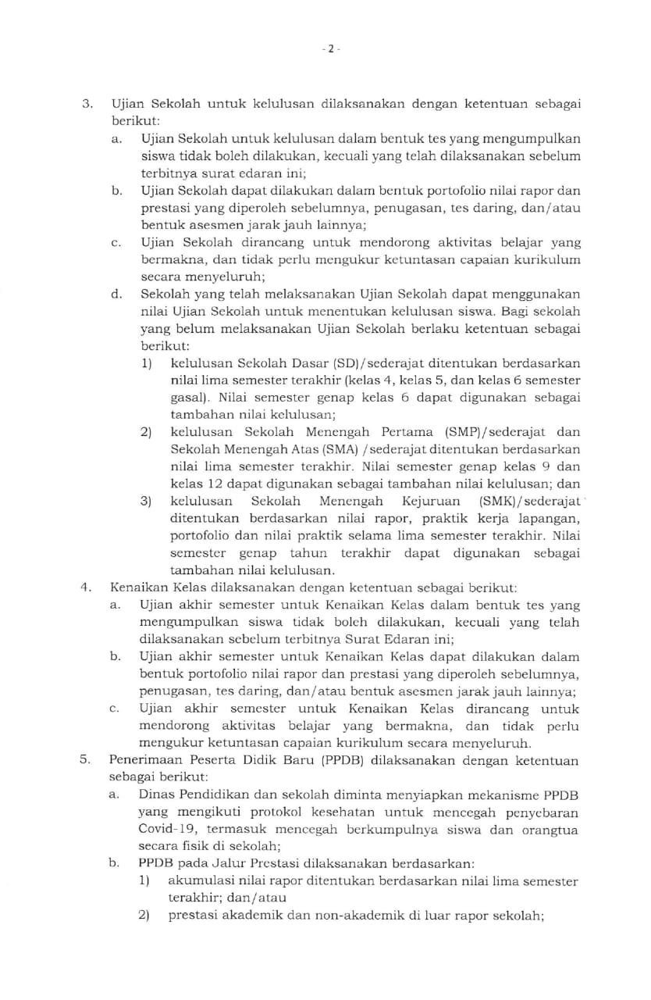 - 2 -
3. Ujian Sekolah untuk kelulusan dilaksanakan dengan ketentuan sebagai
berikut:
a. Ujian Sekolah untuk kelulusan dalam bentuk tes yang mengumpulkan
siswa tidak boleh dilakukan, kecuali yang telah dilaksanakan sebelum
terbitnya surat edaran ini;
b. Ujian Sekolah dapat dilakukan dalam bentuk portofolio nilai rapor dan
prestasi yang diperoleh sebelumnya, penugasan, tes daring, dan/atau
bentuk asesmen jarak jauh lainnya;
c. Ujian Sekolah dirancang untuk mendorong aktivitas belajar yang
bermakna, dan tidak perlu mengukur ketuntasan capaian kurikulum
secara menyeluruh;
d. Sekolah yang telah melaksanakan Ujian Sekolah dapat menggunakan
nilai Ujian Sekolah untuk menentukan kelulusan siswa. Bagi sekolah
yang belum melaksanakan Ujian Sekolah berlaku ketentuan sebagai
berikut:
1) kelulusan Sekolah Dasar (SD)/sederajat ditentukan berdasarkan
nilai lima semester terakhir (kelas 4, kelas 5, dan kelas 6 semester
gasal). Nilai semester genap kelas 6 dapat digunakan sebagai
tambahan nilai kelulusan;
2) kelulusan Sekolah Menengah Pertama (SMP)/sederajat dan
Sekolah Menengah Atas (SMA) /sederajat ditentukan berdasarkan
nilai lima semester terakhir. Nilai semester genap kelas 9 dan
kelas 12 dapat digunakan sebagai tambahan nilai kelulusan; dan
3) kelulusan Sekolah Menengah Kejuruan (SMK)/sederajat
ditentukan berdasarkan nilai rapor, praktik kerja lapangan,
portofolio dan nilai praktik selama lima semester terakhir. Nilai
semester genap tahun terakhir dapat digunakan sebagai
tambahan nilai kelulusan.
4. Kenaikan Kelas dilaksanakan dengan ketentuan sebagai berikut:
a. Ujian akhir semester untuk Kenaikan Kelas dalam bentuk tes yang
mengumpulkan siswa tidak boleh dilakukan, kecuali yang telah
dilaksanakan sebelum terbitnya Surat Edaran ini;
b. Ujian akhir semester untuk Kenaikan Kelas dapat dilakukan dalam
bentuk portofolio nilai rapor dan prestasi yang diperoleh sebelumnya,
penugasan, tes daring, dan/atau bentuk asesmen jarak jauh lainnya;
c. Ujian akhir semester untuk Kenaikan Kelas dirancang untuk
mendorong aktivitas belajar yang bermakna, dan tidak perlu
mengukur ketuntasan capaian kurikulum secara menyeluruh.
5. Penerimaan Peserta Didik Baru (PPDB) dilaksanakan dengan ketentuan
sebagai berikut:
a. Dinas Pendidikan dan sekolah diminta menyiapkan mekanisme PPDB
yang mengikuti protokol kesehatan untuk mencegah penyebaran
Covid-19, termasuk mencegah berkumpulnya siswa dan orangtua
secara fisik di sekolah;
b. PPDB pada Jalur Prestasi dilaksanakan berdasarkan:
1) akumulasi nilai rapor ditentukan berdasarkan nilai lima semester
terakhir; dan/atau
2) prestasi akademik dan non-akademik di luar rapor sekolah;